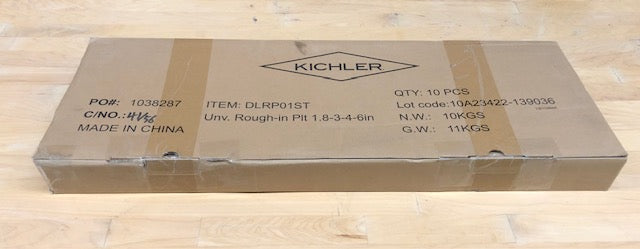 KICHLER
PO#: 1038287
C/NO.:
MADE IN CHINA
ITEM: DLRP01ST
Unv. Rough-in Plt 1.8-3-4-6in
QTY: 10 PCS
Lot code:10A23422-139036
N.W.: 10KGS
G.W.: 11KGS